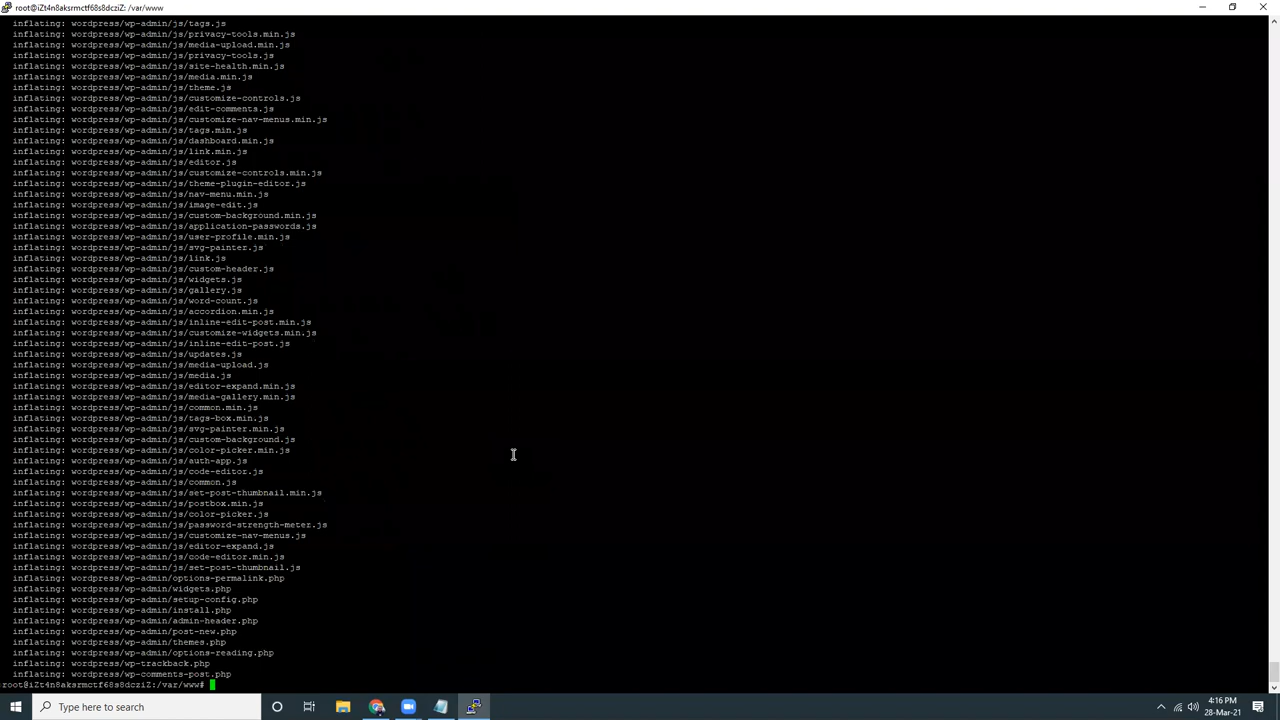 root@iZt4n8aksrmctf68s8dcziZ: /var/www
inflating: wordpress/wp-admin/js/tags.js
inflating: wordpress/wp-admin/js/privacy-tools.min.js
inflating: wordpress/wp-admin/js/media-upload.min.js
inflating: wordpress/wp-admin/js/privacy-tools.js
inflating: wordpress/wp-admin/js/site-health.min.js
inflating: wordpress/wp-admin/js/media.min.js
inflating: wordpress/wp-admin/js/theme.js
inflating: wordpress/wp-admin/js/customize-controls.js
inflating: wordpress/wp-admin/js/edit-comments.js
inflating: wordpress/wp-admin/js/customize-nav-menus.min.js
inflating: wordpress/wp-admin/js/tags.min.js
inflating: wordpress/wp-admin/js/dashboard.min.js
inflating: wordpress/wp-admin/js/link.min.js
inflating: wordpress/wp-admin/js/editor.js
inflating: wordpress/wp-admin/js/customize-controls.min.js
inflating: wordpress/wp-admin/js/theme-plugin-editor.js
inflating: wordpress/wp-admin/js/nav-menu.min.js
inflating: wordpress/wp-admin/js/image-edit.js
inflating: wordpress/wp-admin/js/custom-background.min.js
inflating: wordpress/wp-admin/js/application-passwords.js
inflating: wordpress/wp-admin/js/user-profile.min.js
inflating: wordpress/wp-admin/js/svg-painter.js
inflating: wordpress/wp-admin/js/link.js
inflating: wordpress/wp-admin/js/custom-header.js
inflating: wordpress/wp-admin/js/widgets.js
inflating: wordpress/wp-admin/js/gallery.js
inflating: wordpress/wp-admin/js/word-count.js
inflating: wordpress/wp-admin/js/accordion.min.js
inflating: wordpress/wp-admin/js/inline-edit-post.min.js
inflating: wordpress/wp-admin/js/customize-widgets.min.js
inflating: wordpress/wp-admin/js/inline-edit-post.js
inflating: wordpress/wp-admin/js/updates.js
inflating: wordpress/wp-admin/js/media-upload.js
inflating: wordpress/wp-admin/js/media.js
inflating: wordpress/wp-admin/js/editor-expand.min.js
inflating: wordpress/wp-admin/js/media-gallery.min.js
inflating: wordpress/wp-admin/js/common.min.js
inflating: wordpress/wp-admin/js/tags-box.min.js
inflating: wordpress/wp-admin/js/svg-painter.min.js
inflating: wordpress/wp-admin/js/custom-background.js
inflating: wordpress/wp-admin/js/color-picker.min.js
inflating: wordpress/wp-admin/js/auth-app.js
inflating: wordpress/wp-admin/js/code-editor.js
inflating: wordpress/wp-admin/js/common.js
inflating: wordpress/wp-admin/js/set-post-thumbnail.min.js
inflating: wordpress/wp-admin/js/postbox.min.js
inflating: wordpress/wp-admin/js/color-picker.js
inflating: wordpress/wp-admin/js/password-strength-meter.js
inflating: wordpress/wp-admin/js/customize-nav-menus.js
inflating: wordpress/wp-admin/js/editor-expand.js
inflating: wordpress/wp-admin/js/code-editor.min.js
inflating: wordpress/wp-admin/js/set-post-thumbnail.js
inflating: wordpress/wp-admin/options-permalink.php
inflating: wordpress/wp-admin/widgets.php
inflating: wordpress/wp-admin/setup-config.php
inflating: wordpress/wp-admin/install.php
inflating: wordpress/wp-admin/admin-header.php
inflating: wordpress/wp-admin/post-new.php
inflating: wordpress/wp-admin/themes.php
inflating: wordpress/wp-admin/options-reading.php
inflating: wordpress/wp-trackback.php
inflating: wordpress/wp-comments-post.php
root@iZt4n8aksrmctf68s8dcziZ:/var/www#
Type here to search
4:16 PM
28-Mar-21